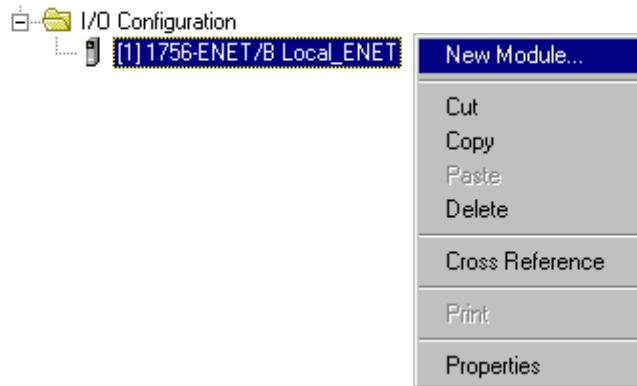 I/O Configuration
[1] 1756-ENET/B Local_ENET
New Module...
Cut
Copy
Paste
Delete
Cross Reference
Print
Properties